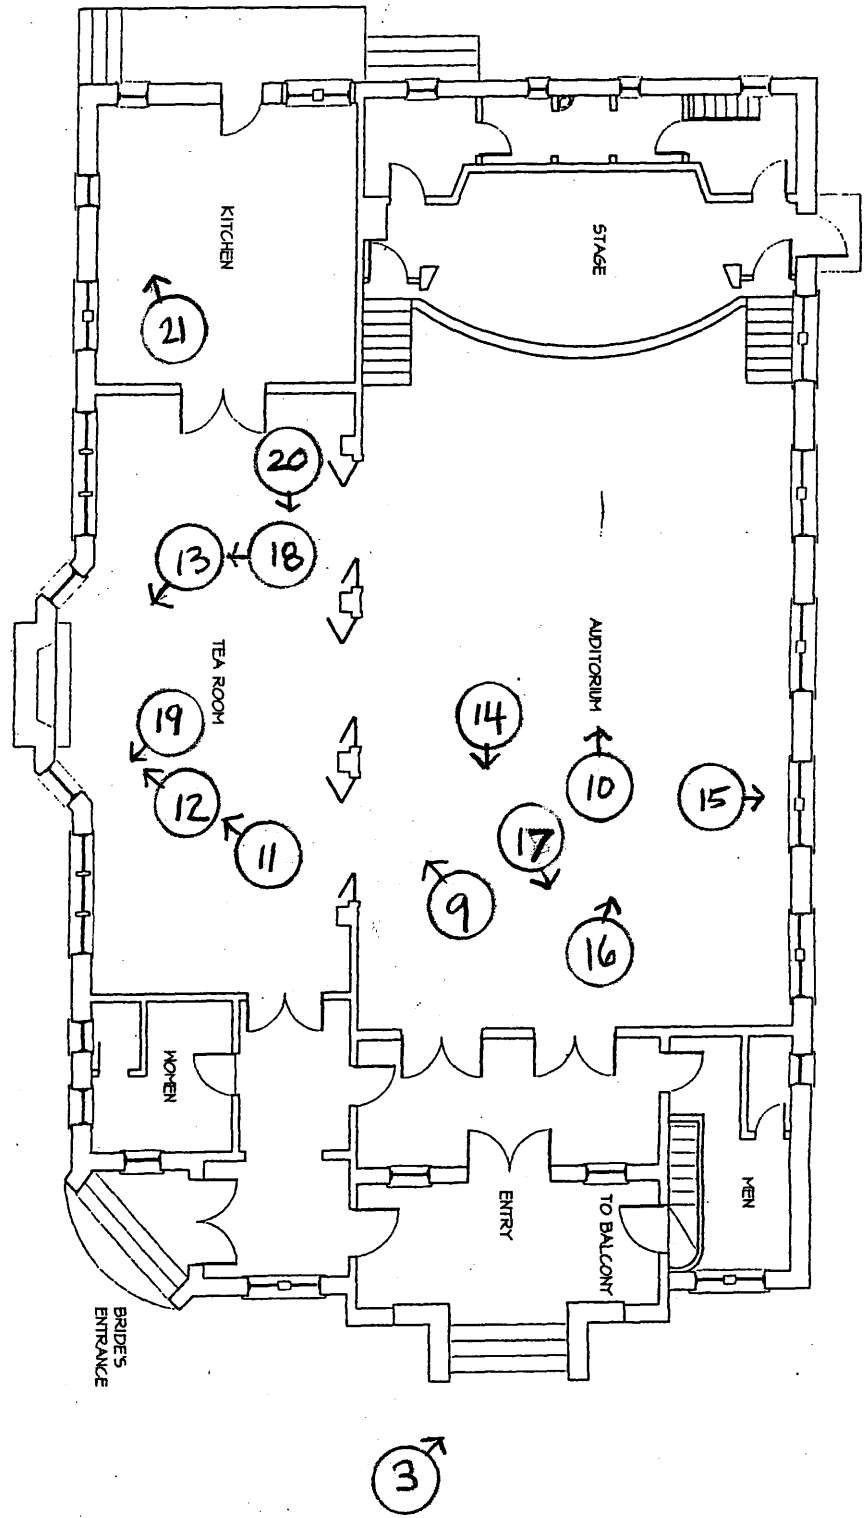 KITCHEN
STAGE
21
20
13
18
TEA ROOM
AUDITORIUM
19
14
12
10
15
11
17
9
16
WOMEN
MEN
ENTRY
TO BALCONY
BRIDE'S
ENTRANCE
3